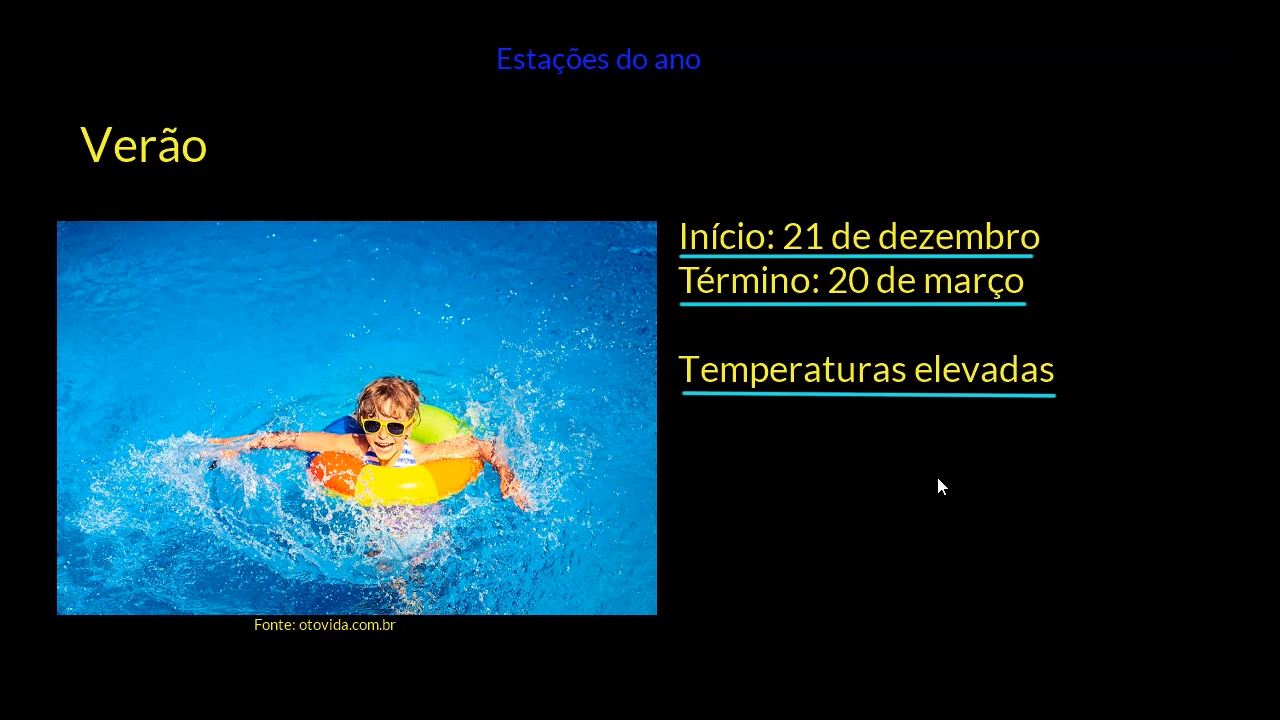 Estações do ano
Verão
Início: 21 de dezembro
Término: 20 de março
Temperaturas elevadas
Fonte: otovida.com.br